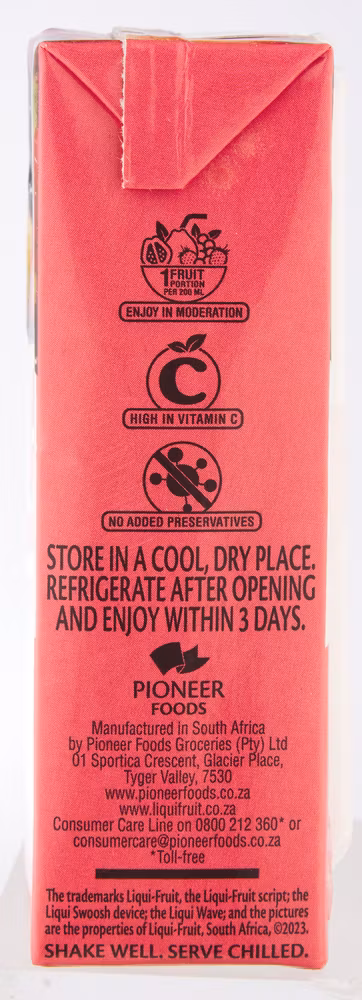 1 FRUIT
PORTION
PER 200 ML
ENJOY IN MODERATION
C
HIGH IN VITAMIN C
NO ADDED PRESERVATIVES
STORE IN A COOL, DRY PLACE.
REFRIGERATE AFTER OPENING
AND ENJOY WITHIN 3 DAYS.
PIONEER
FOODS
Manufactured in South Africa
by Pioneer Foods Groceries (Pty) Ltd
01 Sportica Crescent, Glacier Place,
Tyger Valley, 7530
www.pioneerfoods.co.za
www.liquifruit.co.za
Consumer Care Line on 0800 212 360* or
consumercare@pioneerfoods.co.za
*Toll-free
The trademarks Liqui-Fruit, the Liqui-Fruit script; the
Liqui Swoosh device; the Liqui Wave; and the pictures
are the properties of Liqui-Fruit, South Africa, ©2023.
SHAKE WELL. SERVE CHILLED.